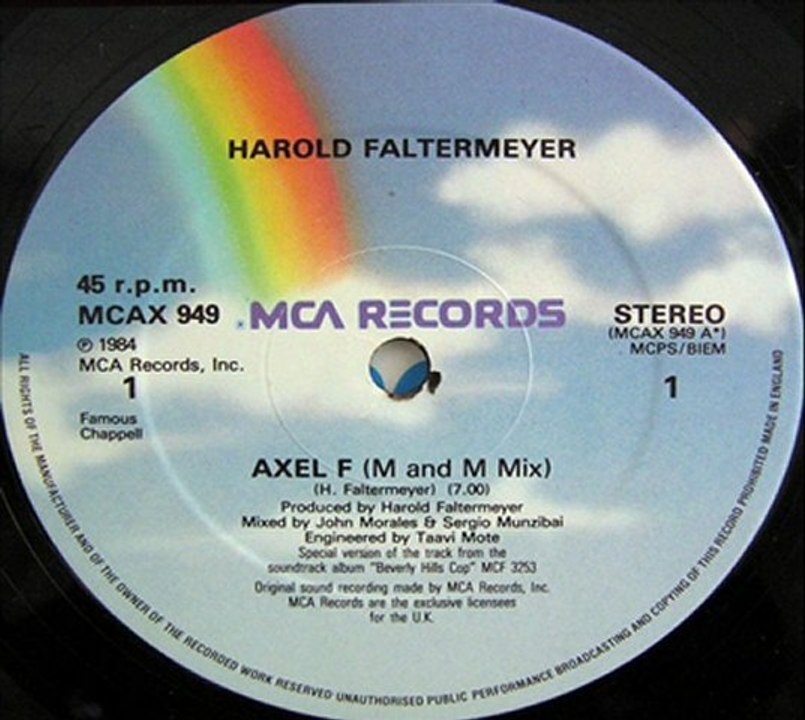 HAROLD FALTERMEYER
45 r.p.m.
MCAX 949
MCA RECORDS
STEREO
(MCAX 949 A*)
MCPS/BIEM
℗ 1984
MCA Records, Inc.
1
1
Famous
Chappell
AXEL F (M and M Mix)
(H. Faltermeyer) (7.00)
Produced by Harold Faltermeyer
Mixed by John Morales & Sergio Munzibai
Engineered by Taavi Mote
Special version of the track from the
soundtrack album "Beverly Hills Cop" MCF 3253
Original sound recording made by MCA Records, Inc.
MCA Records are the exclusive licensees
for the U.K.
ALL RIGHTS OF THE MANUFACTURER AND OF THE OWNER OF THE RECORDED WORK RESERVED UNAUTHORISED PUBLIC PERFORMANCE BROADCASTING AND COPYING OF THIS RECORD PROHIBITED MADE IN ENGLAND